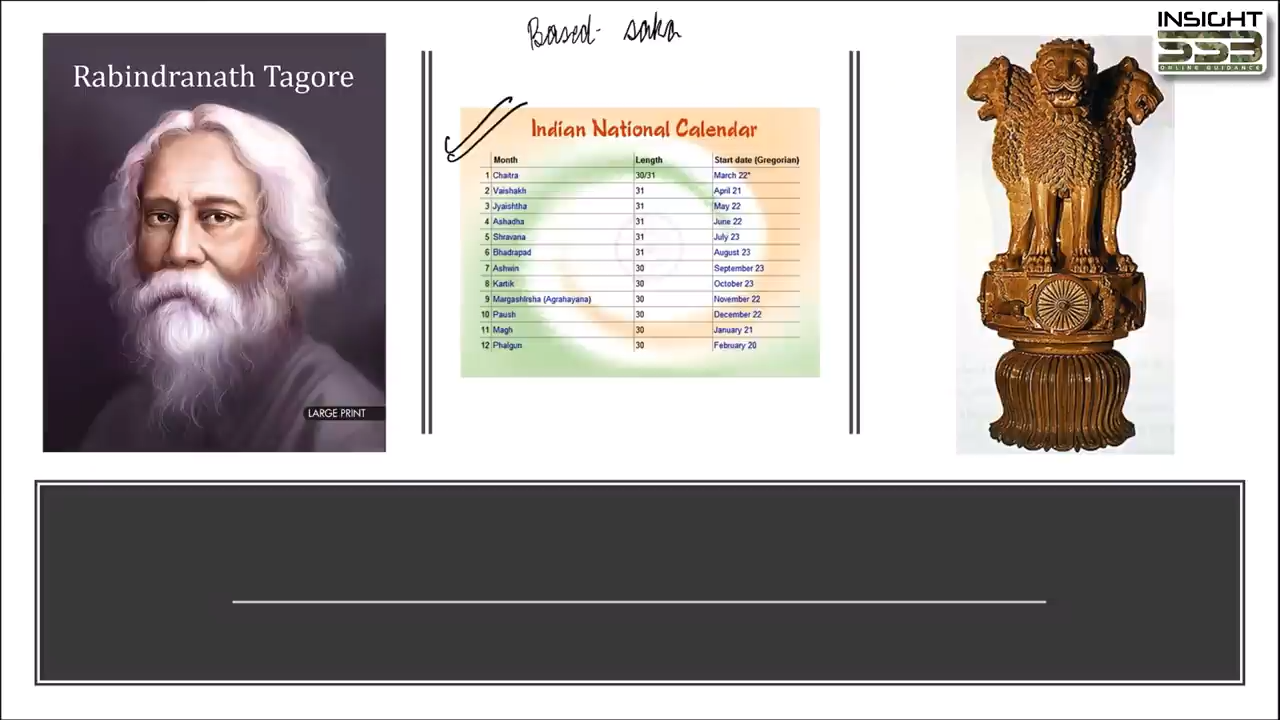 Based- saka
INSIGHT
SSB
ONLINE GUIDANCE
Rabindranath Tagore
LARGE PRINT
Indian National Calendar
Month Length Start date (Gregorian)
1 Chaitra 30/31 March 22*
2 Vaishakh 31 April 21
3 Jyaishtha 31 May 22
4 Ashadha 31 June 22
5 Shravana 31 July 23
6 Bhadrapad 31 August 23
7 Ashwin 30 September 23
8 Kartik 30 October 23
9 Margashirsha (Agrahayana) 30 November 22
10 Paush 30 December 22
11 Magh 30 January 21
12 Phalgun 30 February 20